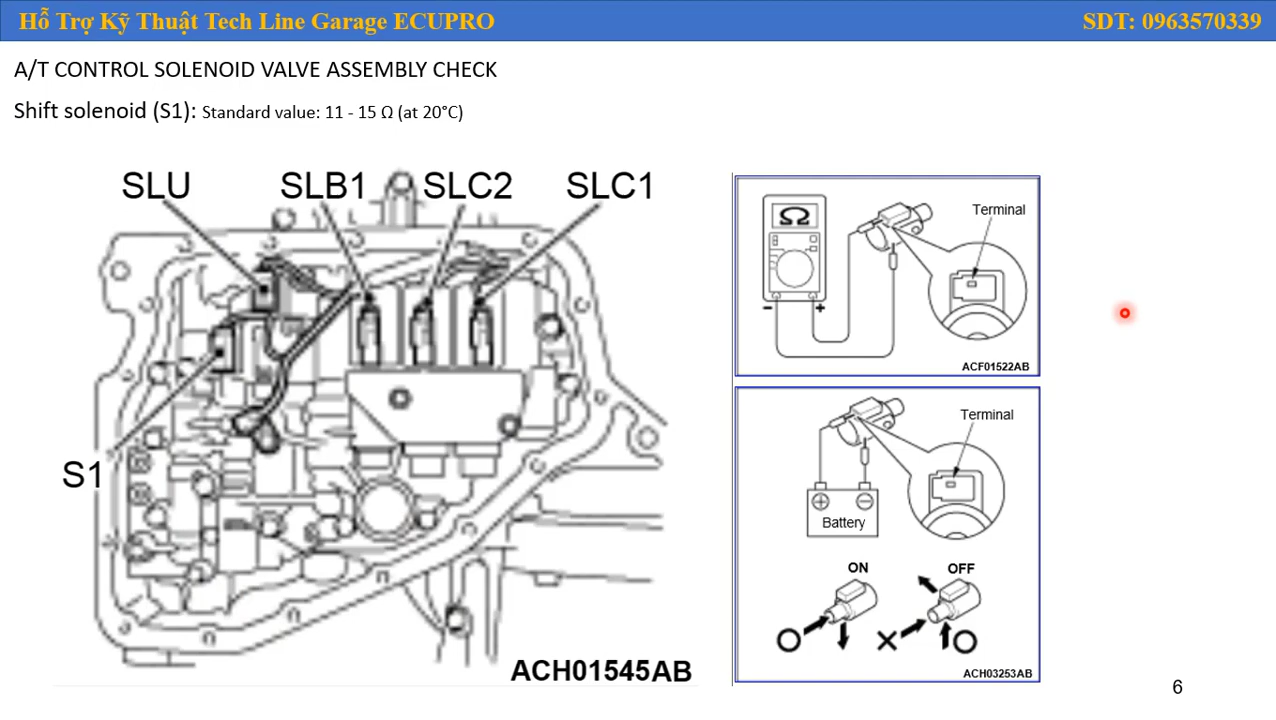 Hỗ Trợ Kỹ Thuật Tech Line Garage ECUPRO SDT: 0963570339
A/T CONTROL SOLENOID VALVE ASSEMBLY CHECK
Shift solenoid (S1): Standard value: 11 - 15 Ω (at 20°C)
SLU SLB1 SLC2 SLC1
S1
ACH01545AB
Ω
Terminal
− +
ACF01522AB
Terminal
+ −
Battery
ON OFF
ACH03253AB
6